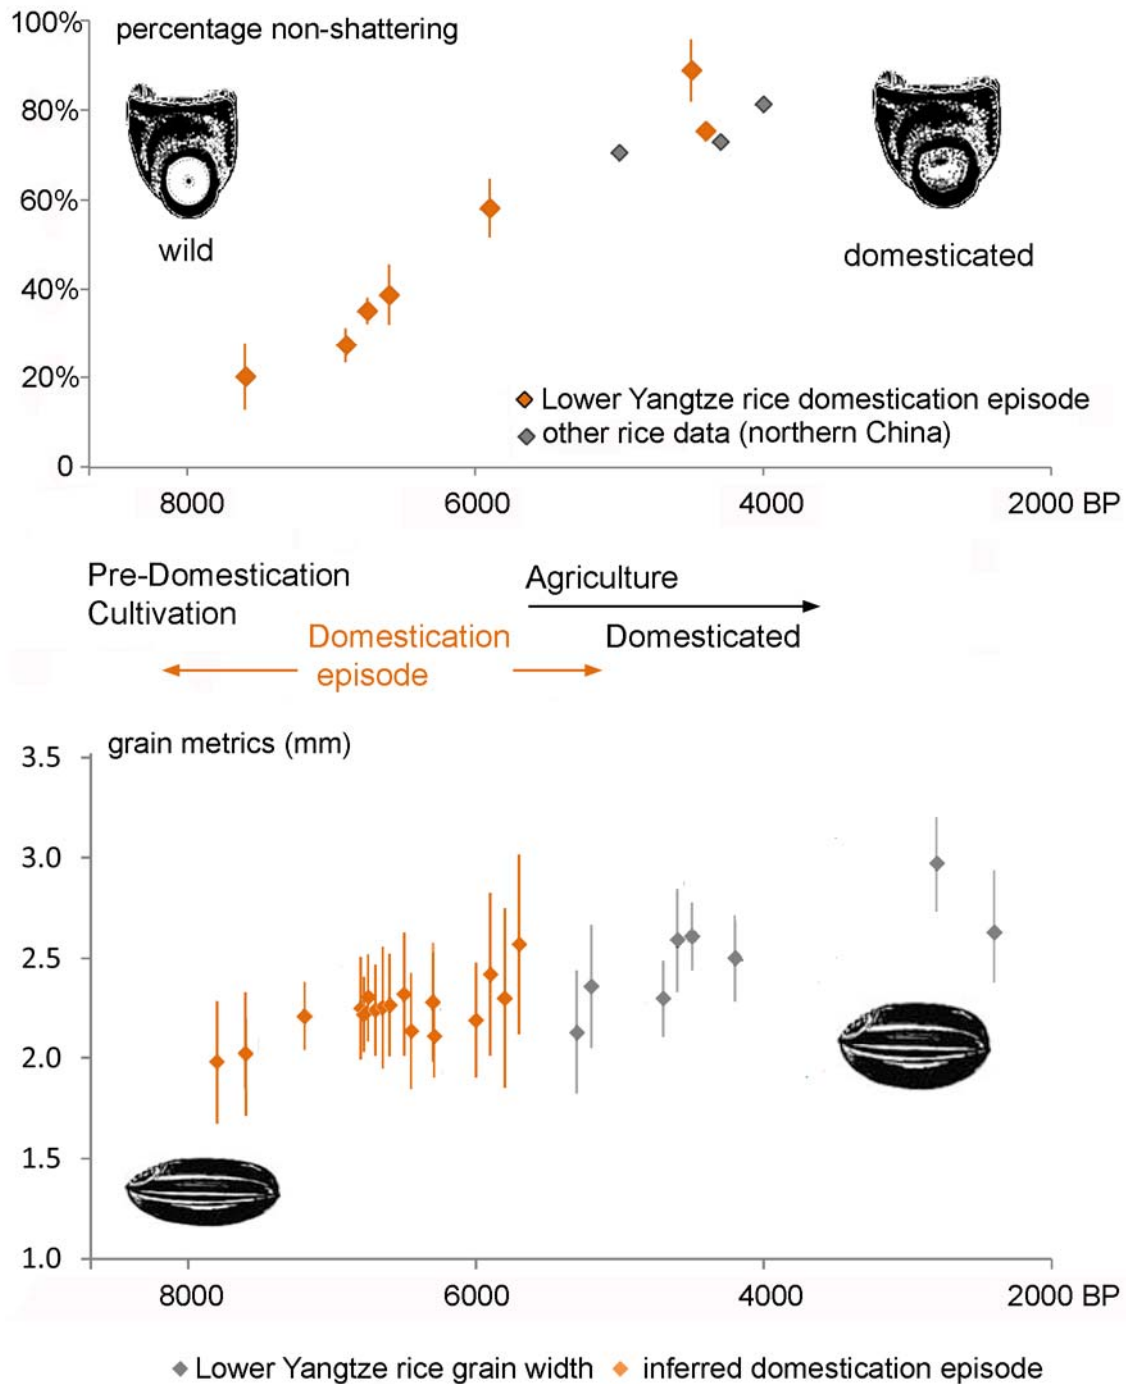 100%
percentage non-shattering
80%
60%
wild
domesticated
40%
20%
Lower Yangtze rice domestication episode
other rice data (northern China)
0
8000 6000 4000 2000 BP
Pre-Domestication
Cultivation
Agriculture
Domesticated
Domestication
episode
grain metrics (mm)
3.5
3.0
2.5
2.0
1.5
1.0
8000 6000 4000 2000 BP
Lower Yangtze rice grain width inferred domestication episode